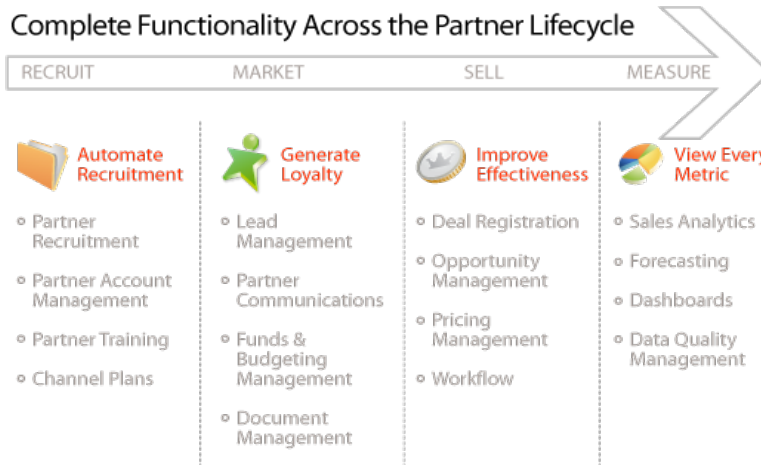 Complete Functionality Across the Partner Lifecycle
RECRUIT
MARKET
SELL
MEASURE
Automate
Recruitment
Partner
Recruitment
Partner Account
Management
Partner Training
Channel Plans
Generate
Loyalty
Lead
Management
Partner
Communications
Funds &
Budgeting
Management
Document
Management
Improve
Effectiveness
Deal Registration
Opportunity
Management
Pricing
Management
Workflow
View Every
Metric
Sales Analytics
Forecasting
Dashboards
Data Quality
Management